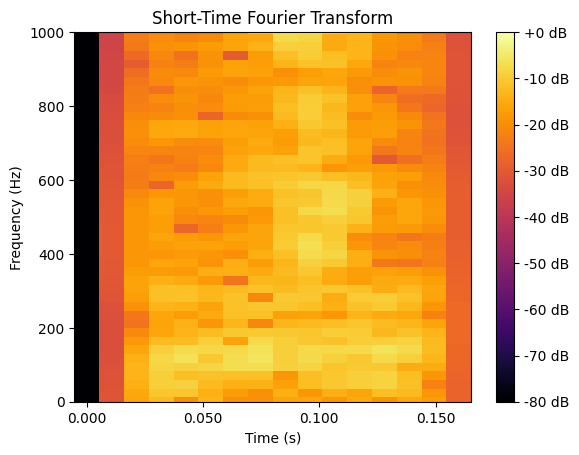 Short-Time Fourier Transform
1000
800
600
400
200
0
Frequency (Hz)
0.000
0.050
0.100
0.150
Time (s)
+0 dB
-10 dB
-20 dB
-30 dB
-40 dB
-50 dB
-60 dB
-70 dB
-80 dB